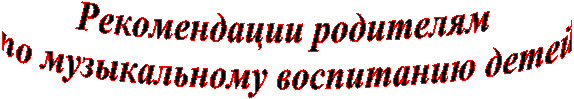 Рекомендации родителям
по музыкальному воспитанию детей